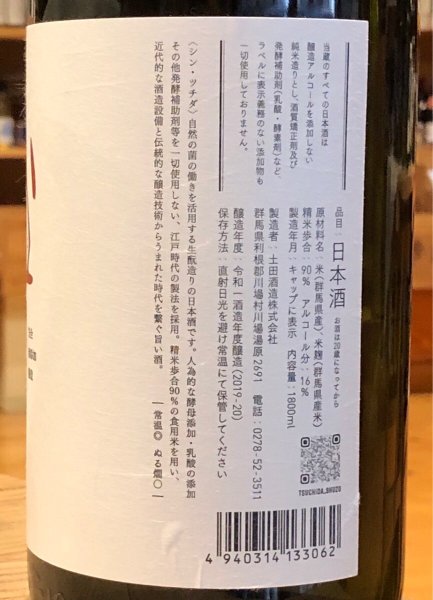 当蔵のすべての日本酒は
醸造アルコールを添加しない
純米造りとし、酒質矯正剤及び
発酵補助剤(乳酸・酵素剤)など、
ラベルに表示義務のない添加物も
一切使用しておりません。
品目：日本酒 お酒は20歳になってから
原材料名：米(群馬県産)、米麹(群馬県産米)
精米歩合：90% アルコール分：16%
製造年月：キャップに表示 内容量：1800ml
製造者：土田酒造株式会社
群馬県利根郡川場村川場湯原2691 電話：0278-52-3511
醸造年度：令和一酒造年度醸造(2019-20)
保存方法：直射日光を避け常温にて保管してください
〈シン・ツチダ〉自然の菌の働きを活用する生酛造りの日本酒です。人為的な酵母添加・乳酸の添加
その他発酵補助剤等を一切使用しない、江戸時代の製法を採用。精米歩合90%の食用米を用い、
近代的な酒造設備と伝統的な醸造技術からうまれた時代を繋ぐ旨い酒。
―常温◎ ぬる燗○―
TSUCHIDA_SHUZO
4 940314 133062